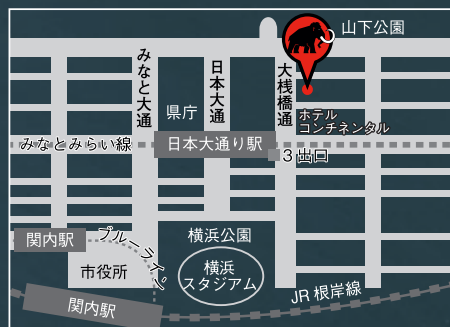 山下公園
みなと大通
日本大通
大桟橋通
県庁
ホテル
コンチネンタル
みなとみらい線
日本大通り駅
3出口
関内駅
ブルーライン
横浜公園
市役所
横浜
スタジアム
関内駅
JR根岸線